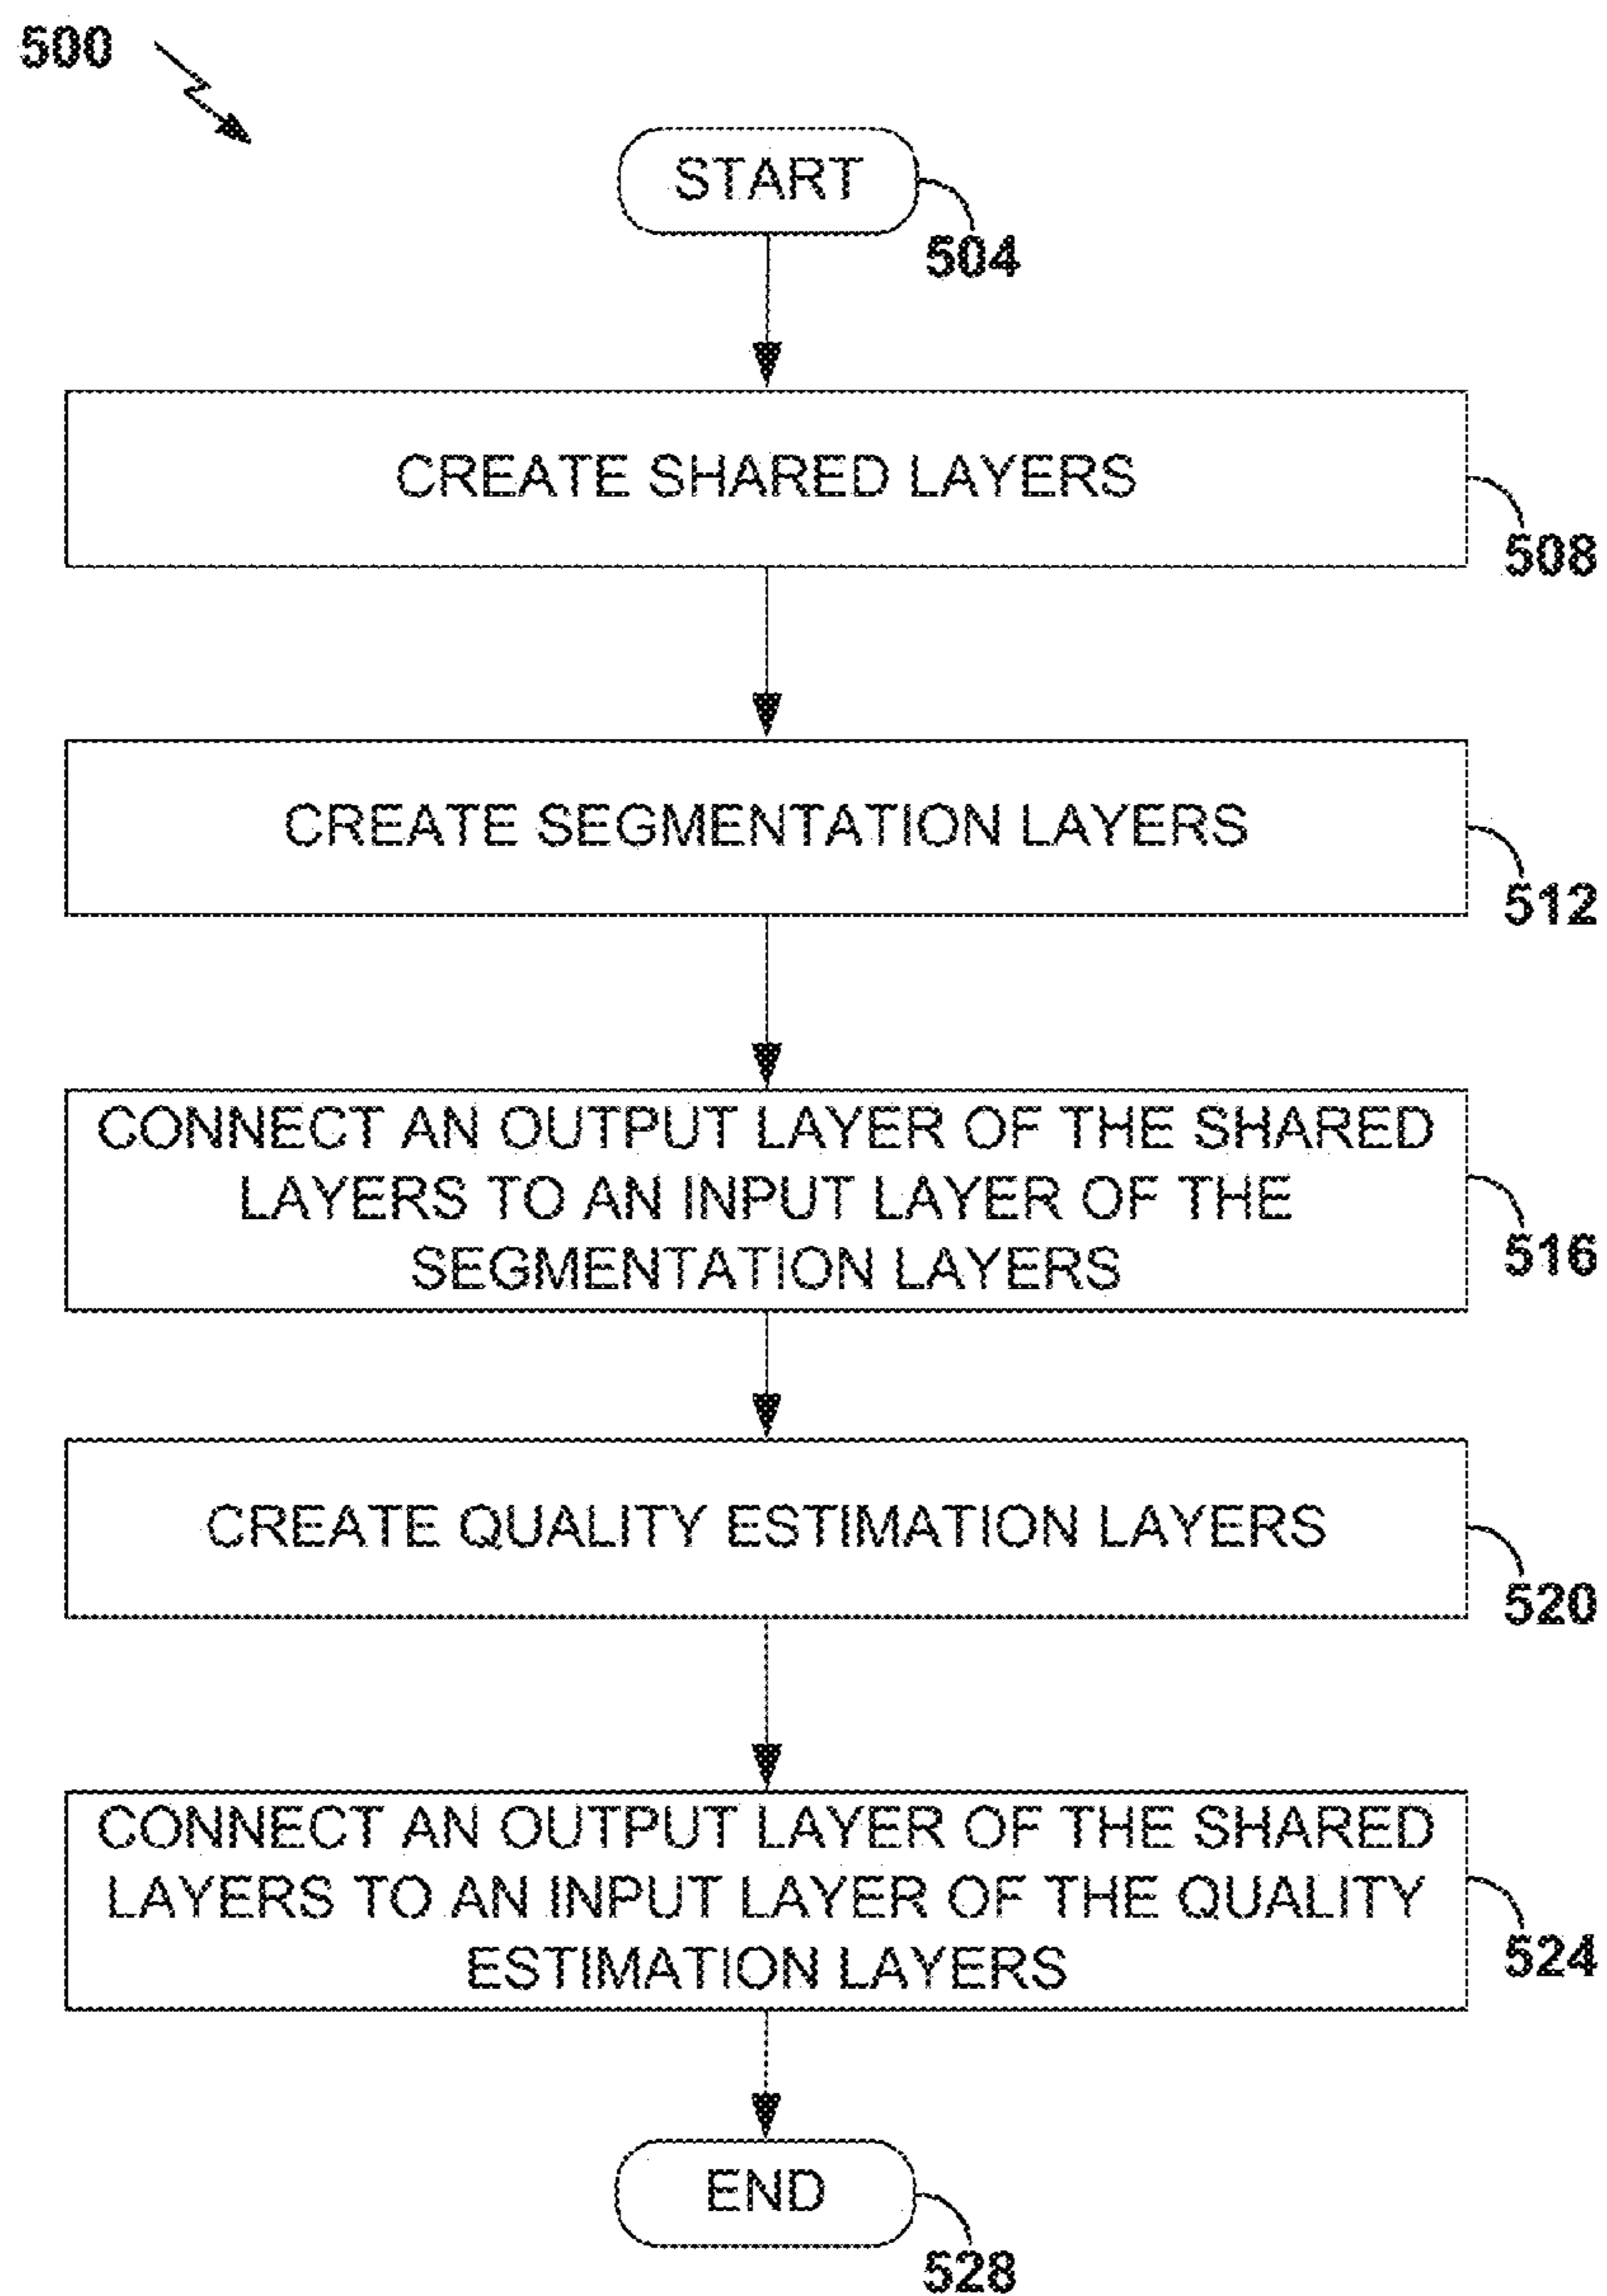 500
START
504
CREATE SHARED LAYERS
508
CREATE SEGMENTATION LAYERS
512
CONNECT AN OUTPUT LAYER OF THE SHARED
LAYERS TO AN INPUT LAYER OF THE
SEGMENTATION LAYERS
516
CREATE QUALITY ESTIMATION LAYERS
520
CONNECT AN OUTPUT LAYER OF THE SHARED
LAYERS TO AN INPUT LAYER OF THE QUALITY
ESTIMATION LAYERS
524
END
528